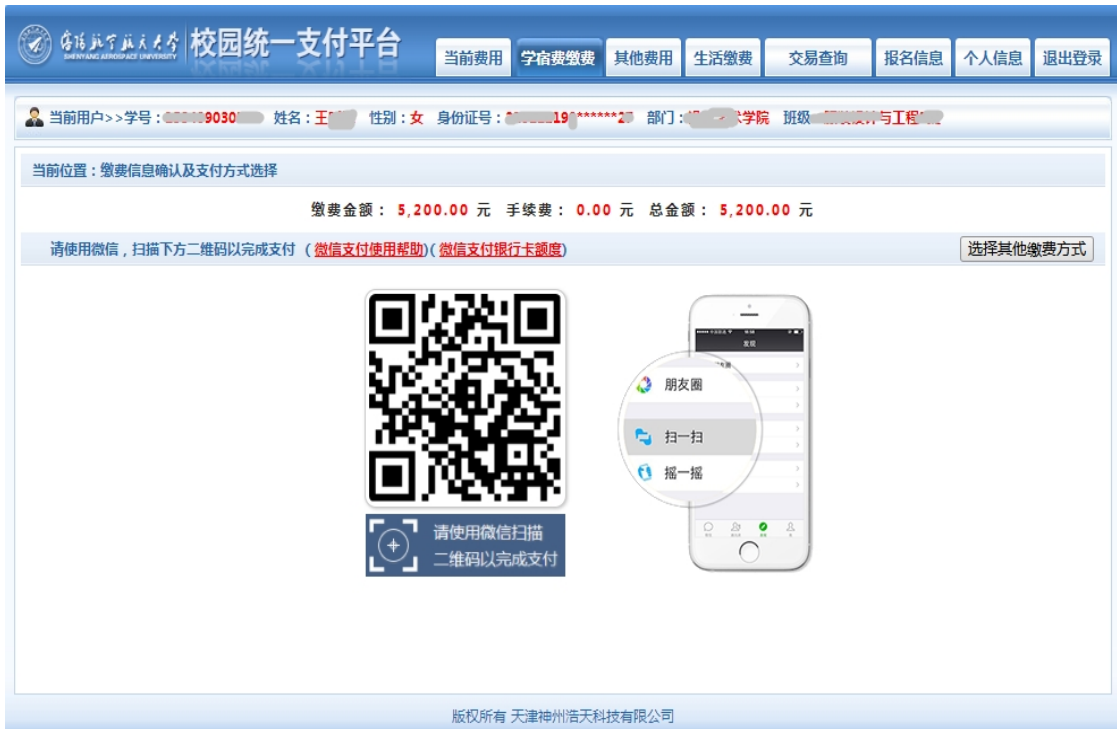 沈阳航空航天大学 校园统一支付平台
SHENYANG AEROSPACE UNIVERSITY
当前费用 学宿费缴费 其他费用 生活缴费 交易查询 报名信息 个人信息 退出登录
当前用户>>学号: 9030 姓名:王 性别:女 身份证号: 19 ******2 部门: 术学院 班级 与工程
当前位置:缴费信息确认及支付方式选择
缴费金额: 5,200.00 元 手续费: 0.00 元 总金额: 5,200.00 元
请使用微信,扫描下方二维码以完成支付 (微信支付使用帮助)(微信支付银行卡额度)
选择其他缴费方式
发现
朋友圈
扫一扫
摇一摇
请使用微信扫描
二维码以完成支付
版权所有 天津神州浩天科技有限公司